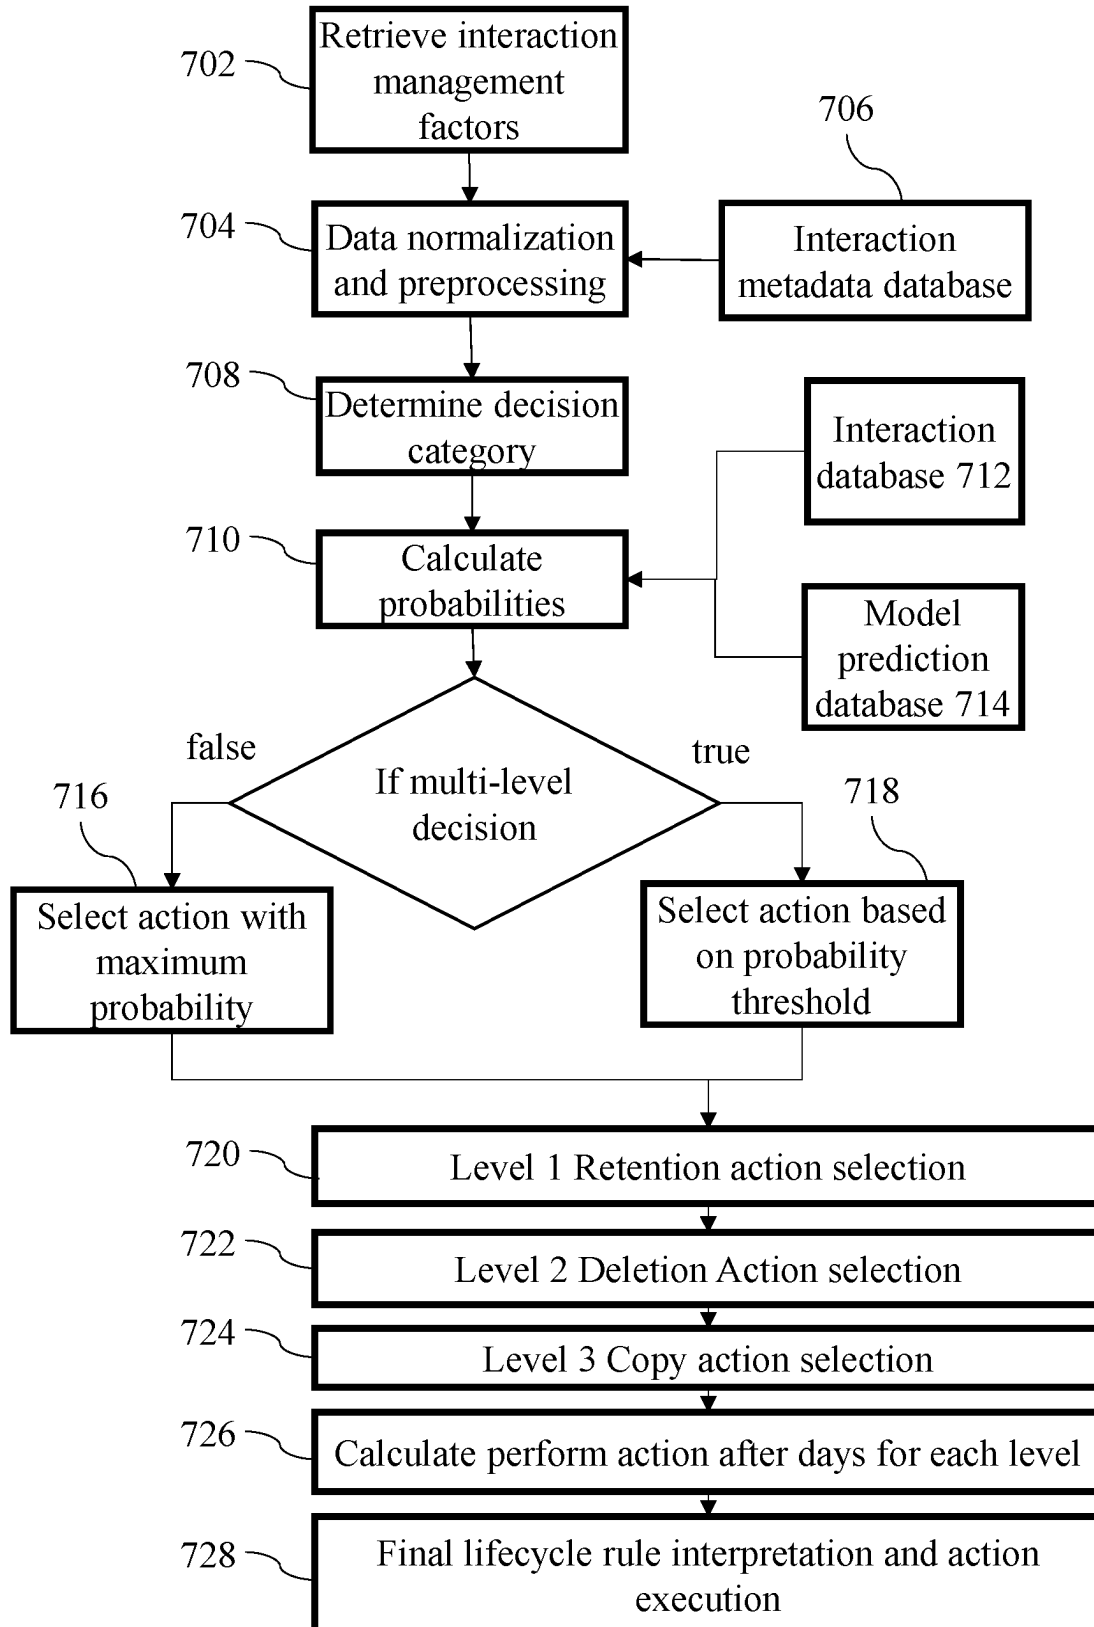 702
Retrieve interaction
management
factors
706
704
Data normalization
and preprocessing
Interaction
metadata database
708
Determine decision
category
Interaction
database 712
710
Calculate
probabilities
Model
prediction
database 714
false
true
If multi-level
decision
716
718
Select action with
maximum
probability
Select action based
on probability
threshold
720
Level 1 Retention action selection
722
Level 2 Deletion Action selection
724
Level 3 Copy action selection
726
Calculate perform action after days for each level
728
Final lifecycle rule interpretation and action
execution